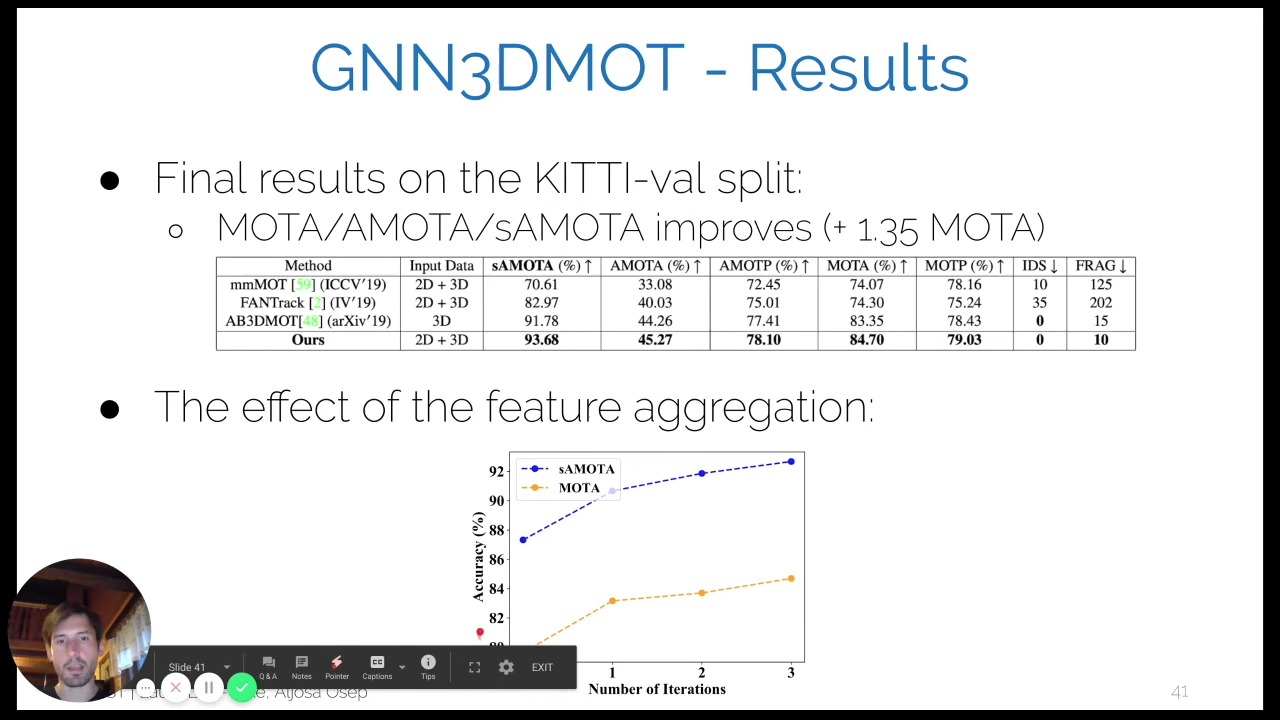 GNN3DMOT - Results
● Final results on the KITTI-val split:
○ MOTA/AMOTA/sAMOTA improves (+ 1.35 MOTA)
Method Input Data sAMOTA (%) ↑ AMOTA (%) ↑ AMOTP (%) ↑ MOTA (%) ↑ MOTP (%) ↑ IDS ↓ FRAG ↓
mmMOT [59] (ICCV′19) 2D + 3D 70.61 33.08 72.45 74.07 78.16 10 125
FANTrack [2] (IV′19) 2D + 3D 82.97 40.03 75.01 74.30 75.24 35 202
AB3DMOT[48] (arXiv′19) 3D 91.78 44.26 77.41 83.35 78.43 0 15
Ours 2D + 3D 93.68 45.27 78.10 84.70 79.03 0 10
● The effect of the feature aggregation:
sAMOTA
MOTA
92
90
88
86
84
82
Accuracy (%)
1 2 3
Number of Iterations
Slide 41
Q & A Notes Pointer Captions Tips EXIT
Aljosa Osep
41